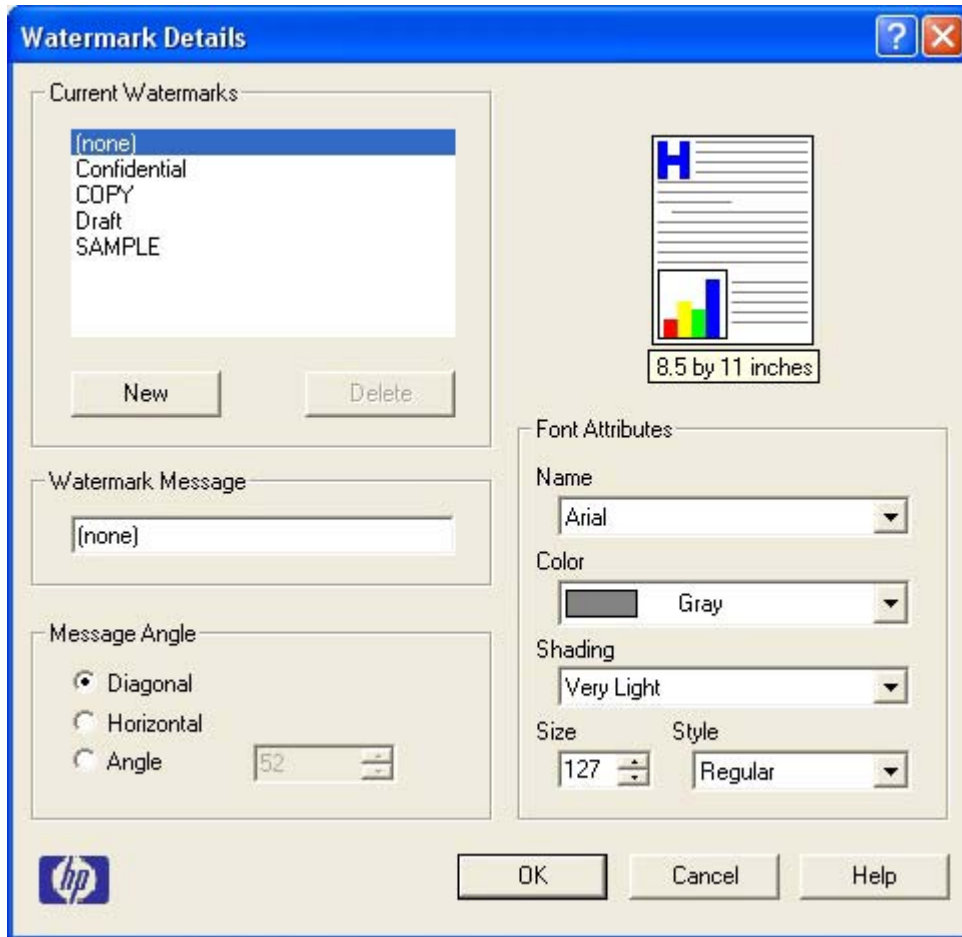 Watermark Details
?
Current Watermarks
(none)
Confidential
COPY
Draft
SAMPLE
New
Delete
H
8.5 by 11 inches
Watermark Message
(none)
Message Angle
Diagonal
Horizontal
Angle
52
Font Attributes
Name
Arial
Color
Gray
Shading
Very Light
Size
Style
127
Regular
hp
OK
Cancel
Help